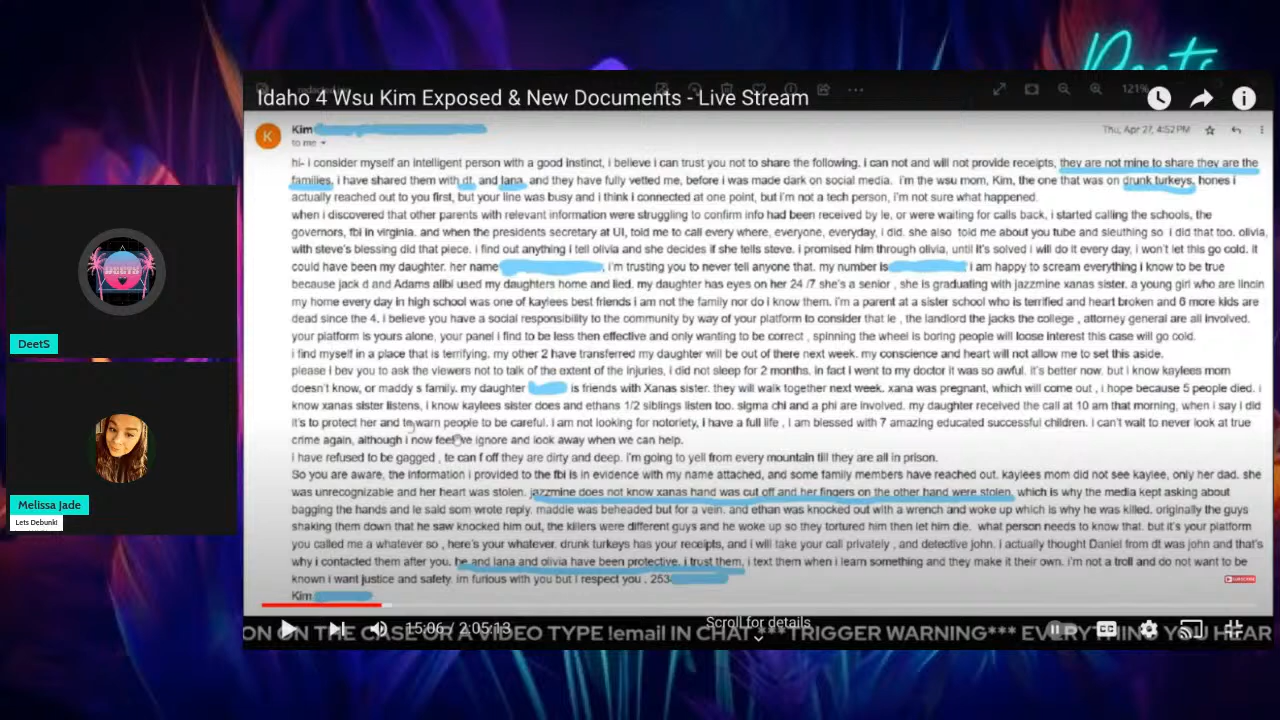 Deets
Idaho 4 Wsu Kim Exposed & New Documents - Live Stream
121%
K
Kim
to me
Thu, Apr 27, 4:52PM
hi- i consider myself an intelligent person with a good instinct, i believe i can trust you not to share the following. i can not and will not provide receipts, they are not mine to share they are the
families, i have shared them with dt, and lana, and they have fully vetted me, before i was made dark on social media. i'm the wsu mom, Kim, the one that was on drunk turkeys, hones i
actually reached out to you first, but your line was busy and i think i connected at one point, but i'm not a tech person, i'm not sure what happened.
when i discovered that other parents with relevant information were struggling to confirm info had been received by le, or were waiting for calls back, i started calling the schools, the
governors, fbi in virginia. and when the presidents secretary at UI, told me to call every where, everyone, everyday, i did. she also told me about you tube and sleuthing so i did that too. olivia,
with steve's blessing did that piece. i find out anything i tell olivia and she decides if she tells steve. i promised him through olivia, until it's solved i will do it every day, i won't let this go cold. it
could have been my daughter. her name , i'm trusting you to never tell anyone that. my number is i am happy to scream everything i know to be true
because jack d and Adams alibi used my daughters home and lied. my daughter has eyes on her 24 /7 she's a senior , she is graduating with jazzmine xanas sister. a young girl who are lincin
my home every day in high school was one of kaylees best friends i am not the family nor do i know them. i'm a parent at a sister school who is terrified and heart broken and 6 more kids are
dead since the 4. i believe you have a social responsibility to the community by way of your platform to consider that le , the landlord the jacks the college , attorney general are all involved.
your platform is yours alone, your panel i find to be less then effective and only wanting to be correct , spinning the wheel is boring people will loose interest this case will go cold.
i find myself in a place that is terrifying. my other 2 have transferred my daughter will be out of there next week. my conscience and heart will not allow me to set this aside.
please i bev you to ask the viewers not to talk of the extent of the injuries, i did not sleep for 2 months. in fact i went to my doctor it was so awful. it's better now. but i know kaylees mom
doesn't know, or maddy s family. my daughter is friends with Xanas sister. they will walk together next week. xana was pregnant, which will come out , i hope because 5 people died. i
know xanas sister listens, i know kaylees sister does and ethans 1/2 siblings listen too. sigma chi and a phi are involved. my daughter received the call at 10 am that morning, when i say i did
it's to protect her and to warn people to be careful. i am not looking for notoriety, i have a full life , i am blessed with 7 amazing educated successful children. i can't wait to never look at true
crime again, although i now feel we ignore and look away when we can help.
i have refused to be gagged , te can f off they are dirty and deep. i'm going to yell from every mountain till they are all in prison.
So you are aware, the information i provided to the fbi is in evidence with my name attached, and some family members have reached out. kaylees mom did not see kaylee, only her dad. she
was unrecognizable and her heart was stolen. jazzmine does not know xanas hand was cut off and her fingers on the other hand were stolen, which is why the media kept asking about
bagging the hands and le said som wrote reply. maddie was beheaded but for a vein. and ethan was knocked out with a wrench and woke up which is why he was killed. originally the guys
shaking them down that he saw knocked him out, the killers were different guys and he woke up so they tortured him then let him die. what person needs to know that. but it's your platform
you called me a whatever so , here's your whatever. drunk turkeys has your receipts, and i will take your call privately , and detective john. i actually thought Daniel from dt was john and that's
why i contacted them after you. he and lana and olivia have been protective. i trust them, i text them when i learn something and they make it their own. i'm not a troll and do not want to be
known i want justice and safety. im furious with you but I respect you . 253
Kim
SUBSCRIBE
15:06 / 2:05:13
Scroll for details
CC
ON ON THE CASE OR A VIDEO TYPE !email IN CHAT ***TRIGGER WARNING*** EVERYTHING YOU HEAR
DEETS
DeetS
Melissa Jade
Lets Debunk!